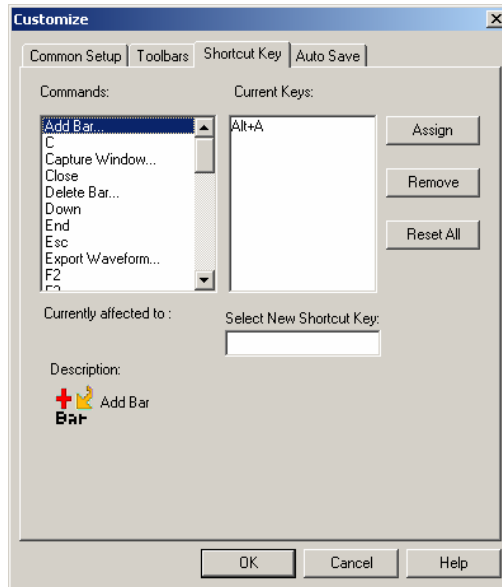 Customize
Common Setup Toolbars Shortcut Key Auto Save
Commands: Current Keys:
Add Bar... Alt+A Assign
C
Capture Window...
Close
Delete Bar... Remove
Down
End
Esc Reset All
Export Waveform...
F2
Currently affected to : Select New Shortcut Key:
Description:
Add Bar
Bar
OK Cancel Help